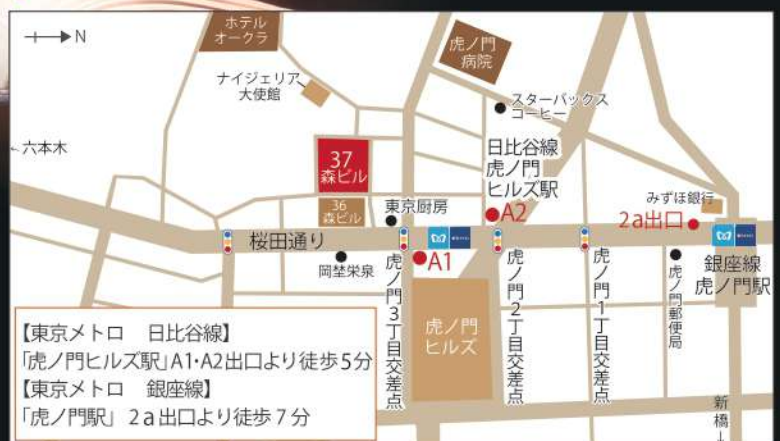 N
ホテル
オークラ
虎ノ門
病院
ナイジェリア
大使館
スターバックス
コーヒー
六本木
37
森ビル
日比谷線
虎ノ門
ヒルズ駅
36
森ビル
東京厨房
A2
みずほ銀行
2a出口
桜田通り
岡埜栄泉
A1
虎ノ門3丁目交差点
虎ノ門2丁目交差点
虎ノ門1丁目交差点
虎ノ門郵便局
銀座線
虎ノ門駅
虎ノ門
ヒルズ
新橋
【東京メトロ　日比谷線】
「虎ノ門ヒルズ駅」A1・A2出口より徒歩5分
【東京メトロ　銀座線】
「虎ノ門駅」 2a出口より徒歩7分